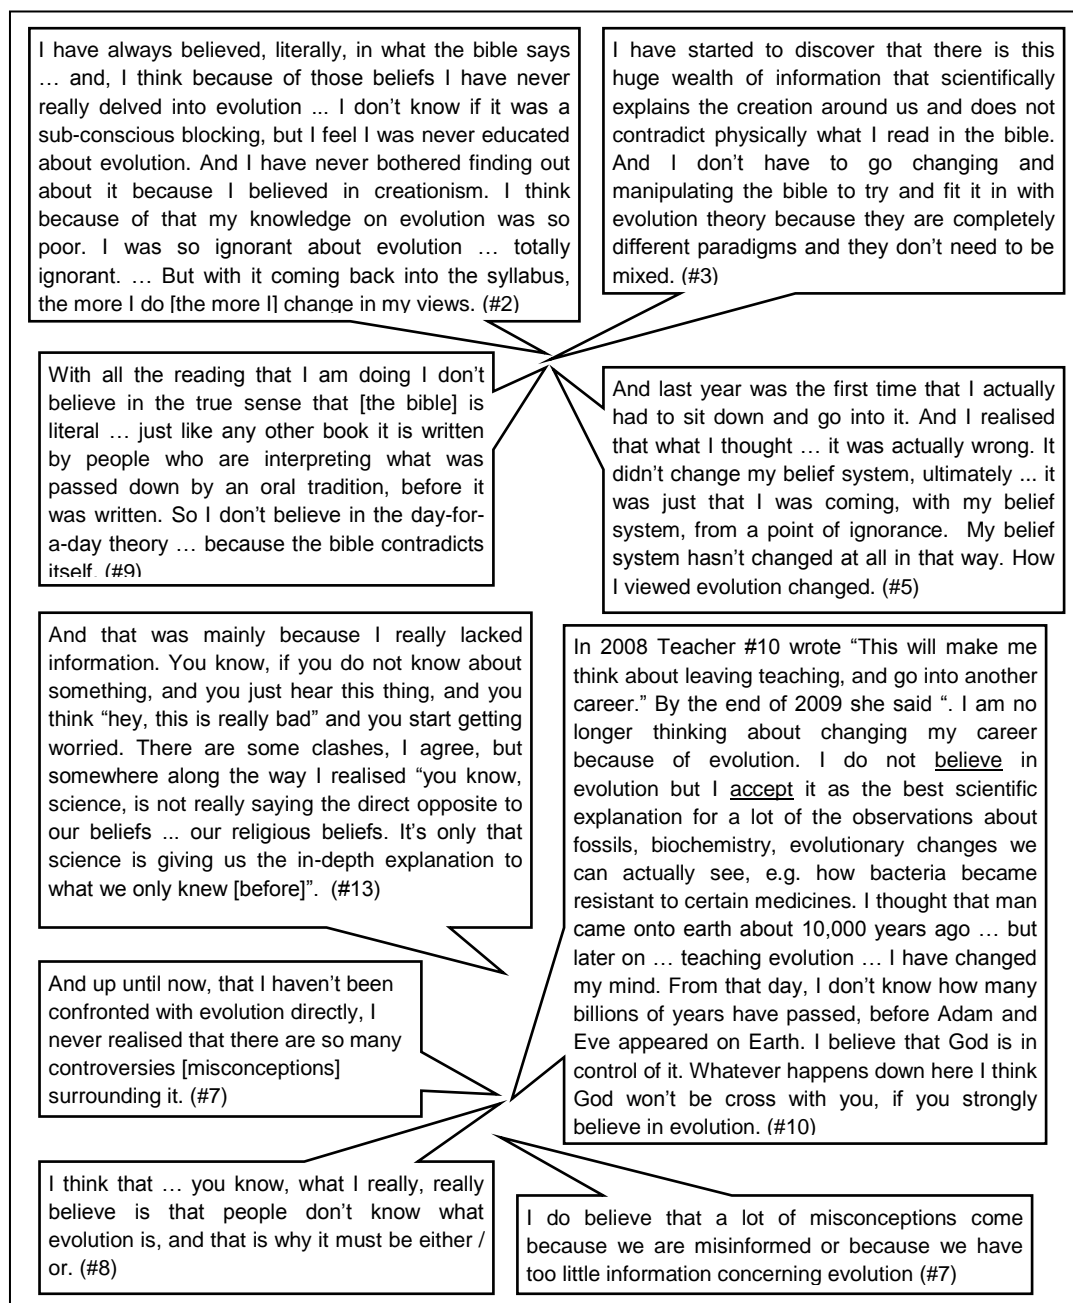 I have always believed, literally, in what the bible says
… and, I think because of those beliefs I have never
really delved into evolution ... I don't know if it was a
sub-conscious blocking, but I feel I was never educated
about evolution. And I have never bothered finding out
about it because I believed in creationism. I think
because of that my knowledge on evolution was so
poor. I was so ignorant about evolution … totally
ignorant. … But with it coming back into the syllabus,
the more I do [the more I] change in my views. (#2)
I have started to discover that there is this
huge wealth of information that scientifically
explains the creation around us and does not
contradict physically what I read in the bible.
And I don't have to go changing and
manipulating the bible to try and fit it in with
evolution theory because they are completely
different paradigms and they don't need to be
mixed. (#3)
With all the reading that I am doing I don't
believe in the true sense that [the bible] is
literal … just like any other book it is written
by people who are interpreting what was
passed down by an oral tradition, before it
was written. So I don't believe in the day-for-
a-day theory … because the bible contradicts
itself. (#9)
And last year was the first time that I actually
had to sit down and go into it. And I realised
that what I thought … it was actually wrong. It
didn't change my belief system, ultimately ... it
was just that I was coming, with my belief
system, from a point of ignorance. My belief
system hasn't changed at all in that way. How
I viewed evolution changed. (#5)
And that was mainly because I really lacked
information. You know, if you do not know about
something, and you just hear this thing, and you
think “hey, this is really bad” and you start getting
worried. There are some clashes, I agree, but
somewhere along the way I realised “you know,
science, is not really saying the direct opposite to
our beliefs ... our religious beliefs. It's only that
science is giving us the in-depth explanation to
what we only knew [before]”. (#13)
In 2008 Teacher #10 wrote “This will make me
think about leaving teaching, and go into another
career.” By the end of 2009 she said “. I am no
longer thinking about changing my career
because of evolution. I do not believe in
evolution but I accept it as the best scientific
explanation for a lot of the observations about
fossils, biochemistry, evolutionary changes we
can actually see, e.g. how bacteria became
resistant to certain medicines. I thought that man
came onto earth about 10,000 years ago … but
later on … teaching evolution … I have changed
my mind. From that day, I don't know how many
billions of years have passed, before Adam and
Eve appeared on Earth. I believe that God is in
control of it. Whatever happens down here I think
God won't be cross with you, if you strongly
believe in evolution. (#10)
And up until now, that I haven't been
confronted with evolution directly, I
never realised that there are so many
controversies [misconceptions]
surrounding it. (#7)
I think that … you know, what I really, really
believe is that people don't know what
evolution is, and that is why it must be either /
or. (#8)
I do believe that a lot of misconceptions come
because we are misinformed or because we have
too little information concerning evolution (#7)